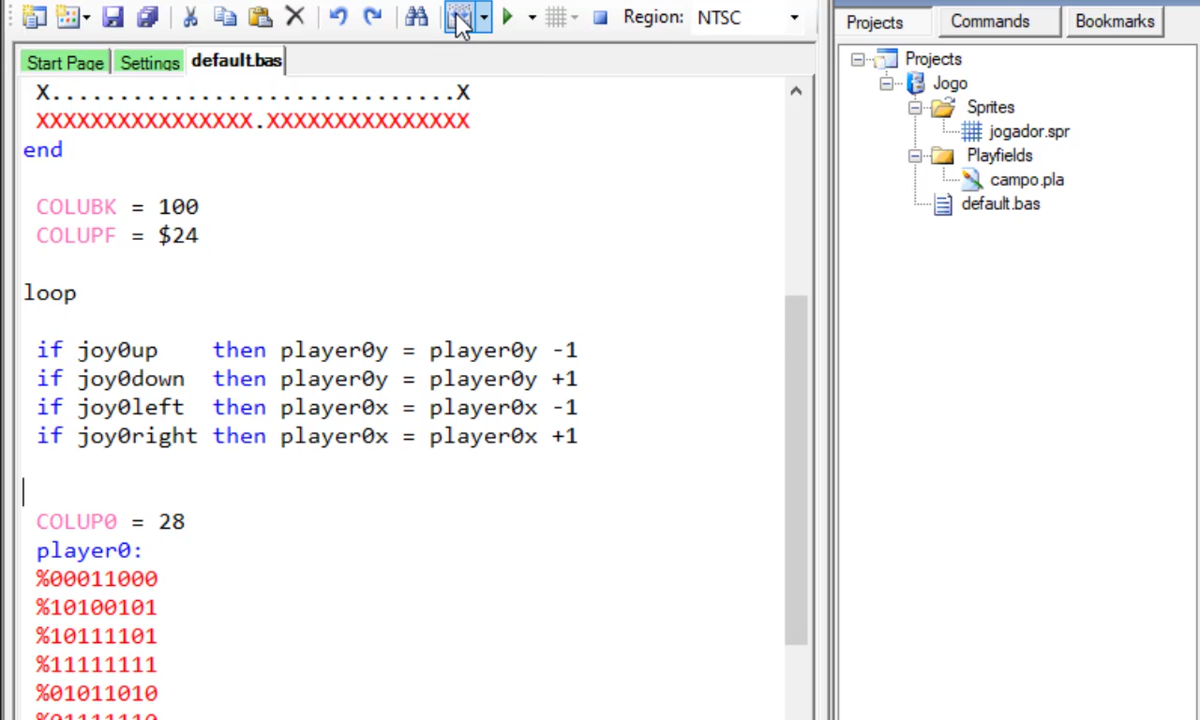 Region: NTSC
Projects Commands Bookmarks
Start Page Settings default.bas
Projects
Jogo
Sprites
jogador.spr
Playfields
campo.pla
default.bas
X..............................X
XXXXXXXXXXXXXXXX.XXXXXXXXXXXXXXX
end
COLUBK = 100
COLUPF = $24
loop
if joy0up then player0y = player0y -1
if joy0down then player0y = player0y +1
if joy0left then player0x = player0x -1
if joy0right then player0x = player0x +1
COLUP0 = 28
player0:
%00011000
%10100101
%10111101
%11111111
%01011010
%01111110